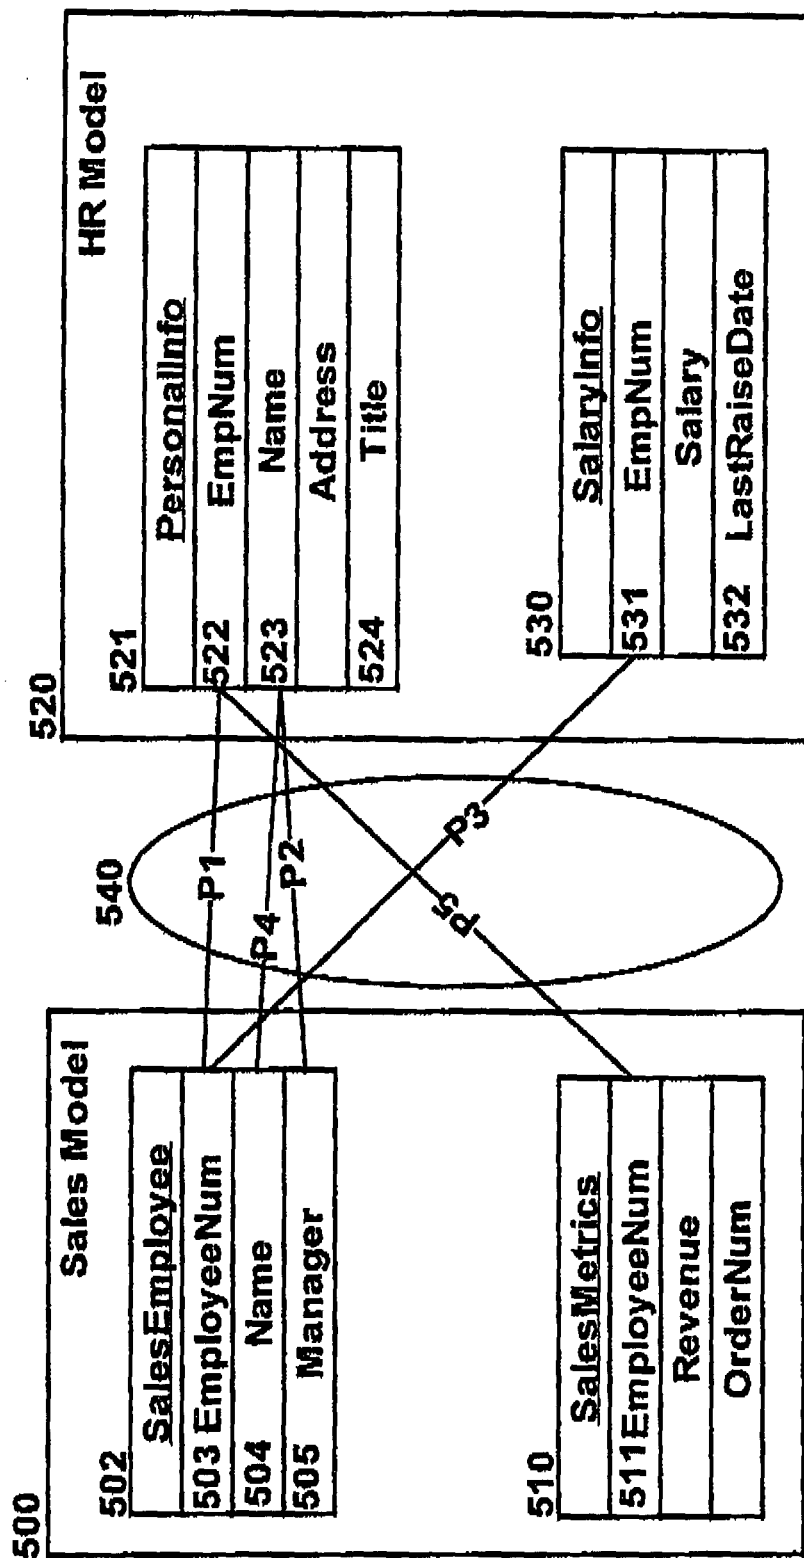 500
Sales Model
502
SalesEmployee
503 EmployeeNum
504 Name
505 Manager
510
SalesMetrics
511EmployeeNum
Revenue
OrderNum
540
P1
P4
P2
P3
P5
520
HR Model
521
PersonalInfo
522 EmpNum
523 Name
Address
524 Title
530
SalaryInfo
531 EmpNum
Salary
532 LastRaiseDate